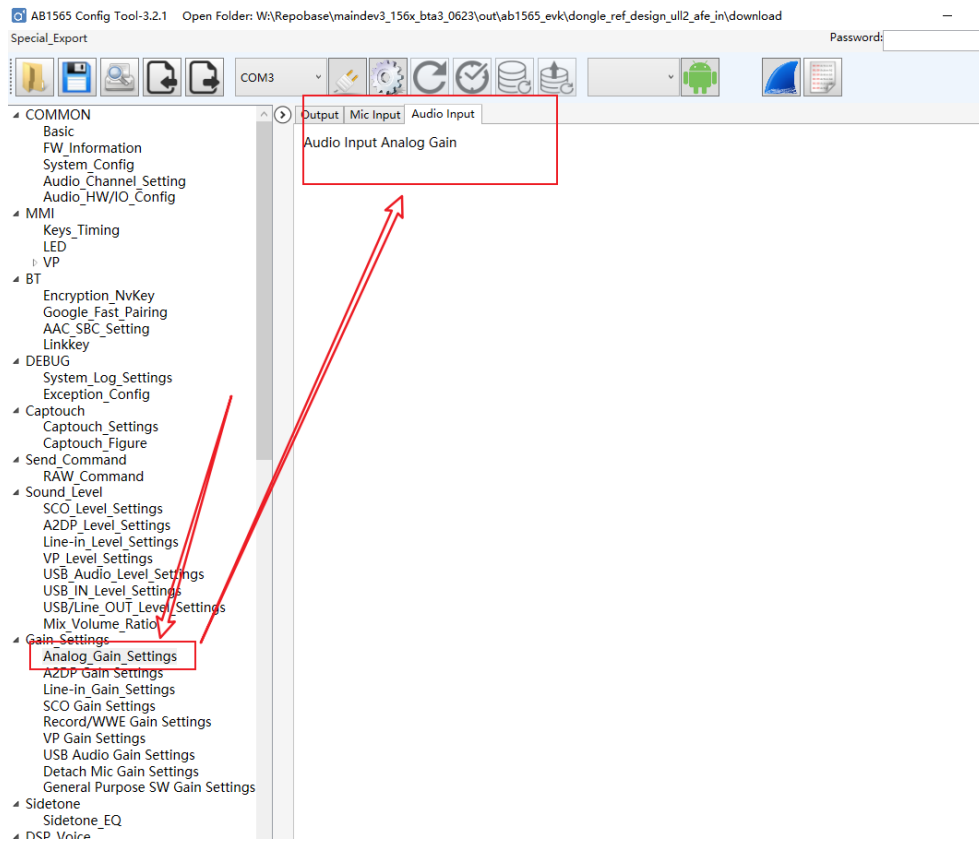 AB1565 Config Tool-3.2.1 Open Folder: W:\Repobase\maindev3_156x_bta3_0623\out\ab1565_evk\dongle_ref_design_ull2_afe_in\download
Special_Export
Password:
COM3
COMMON
Basic
FW_Information
System_Config
Audio_Channel_Setting
Audio_HW/IO_Config
MMI
Keys_Timing
LED
VP
BT
Encryption_NvKey
Google_Fast_Pairing
AAC_SBC_Setting
Linkkey
DEBUG
System_Log_Settings
Exception_Config
Captouch
Captouch_Settings
Captouch_Figure
Send_Command
RAW_Command
Sound_Level
SCO_Level_Settings
A2DP_Level_Settings
Line-in_Level_Settings
VP_Level_Settings
USB_Audio_Level_Settings
USB_IN_Level_Settings
USB/Line_OUT_Level_Settings
Mix_Volume_Ratio
Gain_Settings
Analog_Gain_Settings
A2DP Gain Settings
Line-in_Gain_Settings
SCO Gain Settings
Record/WWE Gain Settings
VP Gain Settings
USB Audio Gain Settings
Detach Mic Gain Settings
General Purpose SW Gain Settings
Sidetone
Sidetone_EQ
DSP_Voice
Output Mic Input Audio Input
Audio Input Analog Gain